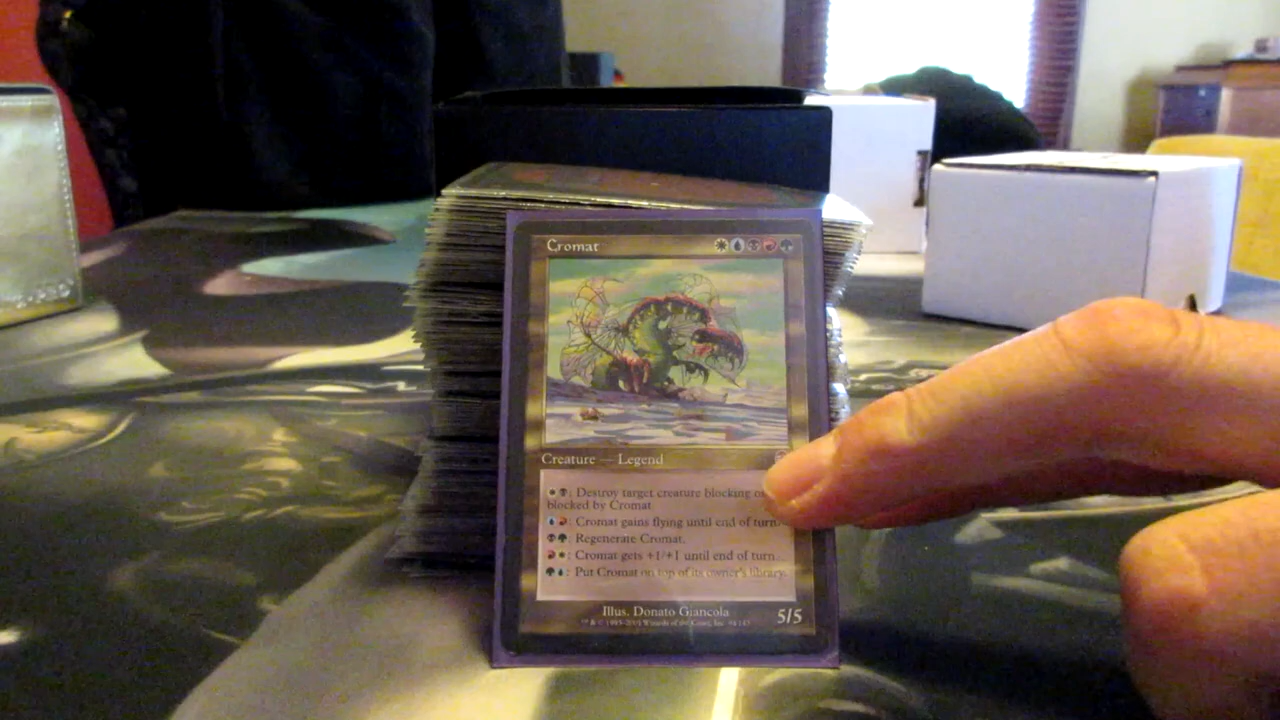 Cromat
Creature — Legend
: Destroy target creature blocking or
blocked by Cromat
: Cromat gains flying until end of turn.
: Regenerate Cromat.
: Cromat gets +1/+1 until end of turn.
: Put Cromat on top of its owner's library.
Illus. Donato Giancola
5/5